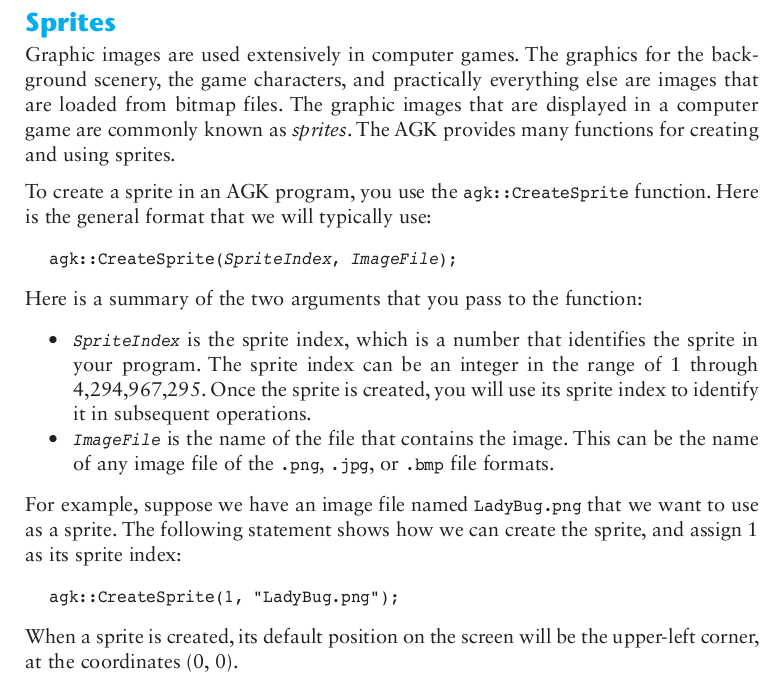 Sprites
Graphic images are used extensively in computer games. The graphics for the back-
ground scenery, the game characters, and practically everything else are images that
are loaded from bitmap files. The graphic images that are displayed in a computer
game are commonly known as sprites. The AGK provides many functions for creating
and using sprites.
To create a sprite in an AGK program, you use the agk::CreateSprite function. Here
is the general format that we will typically use:
agk::CreateSprite(SpriteIndex, ImageFile);
Here is a summary of the two arguments that you pass to the function:
• SpriteIndex is the sprite index, which is a number that identifies the sprite in
your program. The sprite index can be an integer in the range of 1 through
4,294,967,295. Once the sprite is created, you will use its sprite index to identify
it in subsequent operations.
• ImageFile is the name of the file that contains the image. This can be the name
of any image file of the .png, .jpg, or .bmp file formats.
For example, suppose we have an image file named LadyBug.png that we want to use
as a sprite. The following statement shows how we can create the sprite, and assign 1
as its sprite index:
agk::CreateSprite(1, "LadyBug.png");
When a sprite is created, its default position on the screen will be the upper-left corner,
at the coordinates (0, 0).